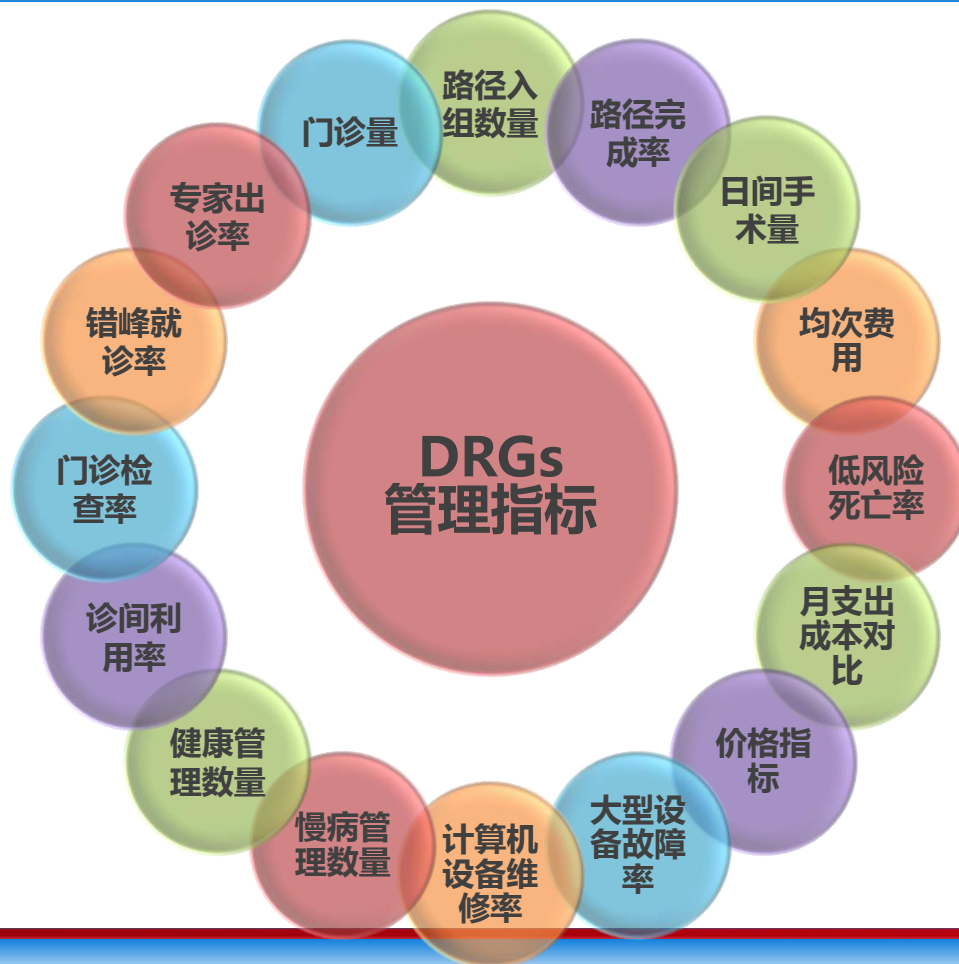 路径入
组数量
路径完
成率
日间手
术量
均次费
用
低风险
死亡率
月支出
成本对
比
价格指
标
大型设
备故障
率
计算机
设备维
修率
慢病管
理数量
健康管
理数量
诊间利
用率
门诊检
查率
错峰就
诊率
专家出
诊率
门诊量
DRGs
管理指标